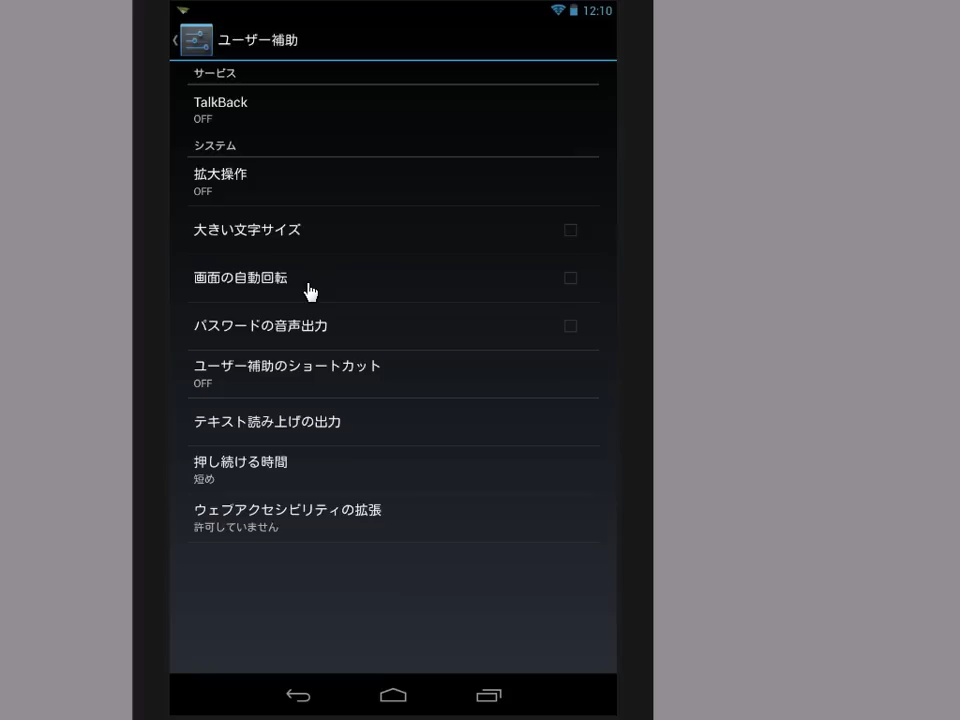 12:10
ユーザー補助
サービス
TalkBack
OFF
システム
拡大操作
OFF
大きい文字サイズ
画面の自動回転
パスワードの音声出力
ユーザー補助のショートカット
OFF
テキスト読み上げの出力
押し続ける時間
短め
ウェブアクセシビリティの拡張
許可していません